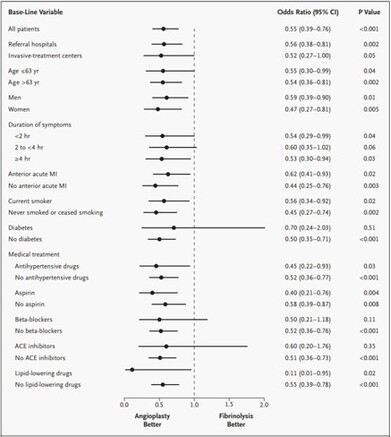 Base-Line Variable Odds Ratio (95% CI) P Value
All patients 0.55 (0.39–0.76) <0.001
Referral hospitals 0.56 (0.38–0.81) 0.002
Invasive-treatment centers 0.52 (0.27–1.00) 0.05
Age ≤63 yr 0.55 (0.30–0.99) 0.04
Age >63 yr 0.54 (0.36–0.81) 0.002
Men 0.59 (0.39–0.90) 0.01
Women 0.47 (0.27–0.81) 0.005
Duration of symptoms
<2 hr 0.54 (0.29–0.99) 0.04
2 to <4 hr 0.60 (0.35–1.02) 0.06
≥4 hr 0.53 (0.30–0.94) 0.03
Anterior acute MI 0.62 (0.41–0.93) 0.02
No anterior acute MI 0.44 (0.25–0.76) 0.003
Current smoker 0.56 (0.34–0.92) 0.02
Never smoked or ceased smoking 0.45 (0.27–0.74) 0.002
Diabetes 0.70 (0.24–2.03) 0.51
No diabetes 0.50 (0.35–0.71) <0.001
Medical treatment
Antihypertensive drugs 0.45 (0.22–0.93) 0.03
No antihypertensive drugs 0.52 (0.36–0.77) <0.001
Aspirin 0.40 (0.21–0.76) 0.004
No aspirin 0.58 (0.39–0.87) 0.008
Beta-blockers 0.50 (0.21–1.18) 0.11
No beta-blockers 0.52 (0.36–0.76) <0.001
ACE inhibitors 0.60 (0.20–1.76) 0.35
No ACE inhibitors 0.51 (0.36–0.73) <0.001
Lipid-lowering drugs 0.11 (0.01–0.95) 0.02
No lipid-lowering drugs 0.55 (0.39–0.78) <0.001
0.0 0.5 1.0 1.5 2.0
Angioplasty Fibrinolysis
Better Better